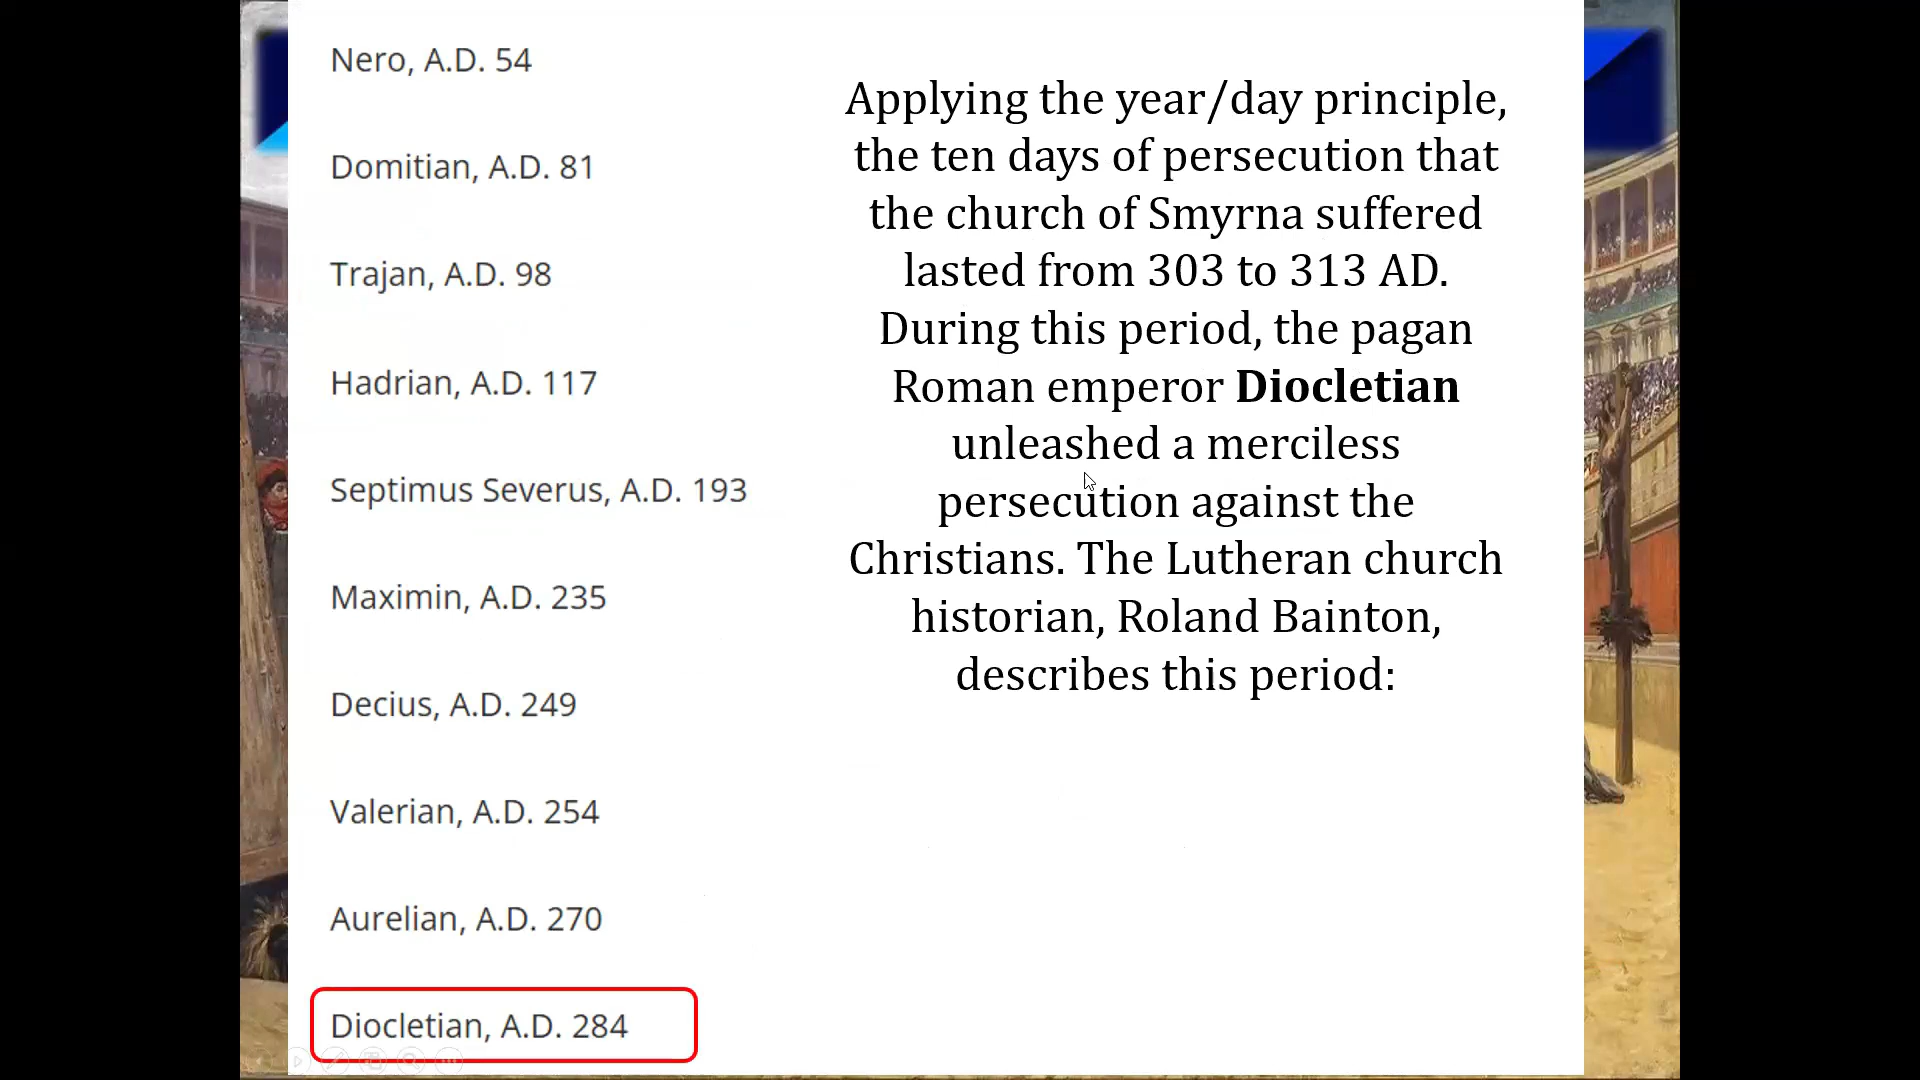 Nero, A.D. 54
Domitian, A.D. 81
Trajan, A.D. 98
Hadrian, A.D. 117
Septimus Severus, A.D. 193
Maximin, A.D. 235
Decius, A.D. 249
Valerian, A.D. 254
Aurelian, A.D. 270
Diocletian, A.D. 284
Applying the year/day principle,
the ten days of persecution that
the church of Smyrna suffered
lasted from 303 to 313 AD.
During this period, the pagan
Roman emperor Diocletian
unleashed a merciless
persecution against the
Christians. The Lutheran church
historian, Roland Bainton,
describes this period: